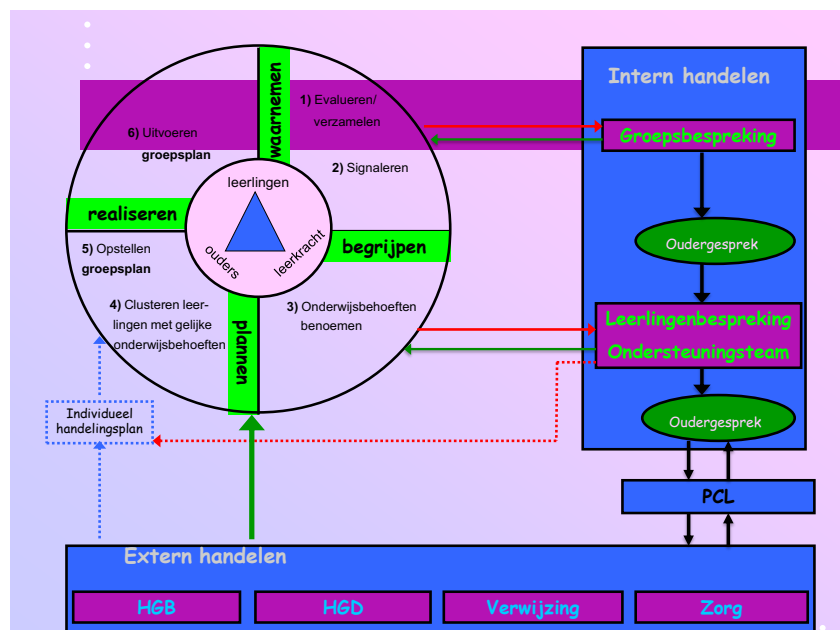 waarnemen
1) Evalueren/
verzamelen
2) Signaleren
begrijpen
3) Onderwijsbehoeften
benoemen
plannen
4) Clusteren leer-
lingen met gelijke
onderwijsbehoeften
5) Opstellen
groepsplan
realiseren
6) Uitvoeren
groepsplan
leerlingen
ouders
leerkracht
Intern handelen
Groepsbespreking
Oudergesprek
Leerlingenbespreking
Ondersteuningsteam
Oudergesprek
PCL
Individueel
handelingsplan
Extern handelen
HGB
HGD
Verwijzing
Zorg